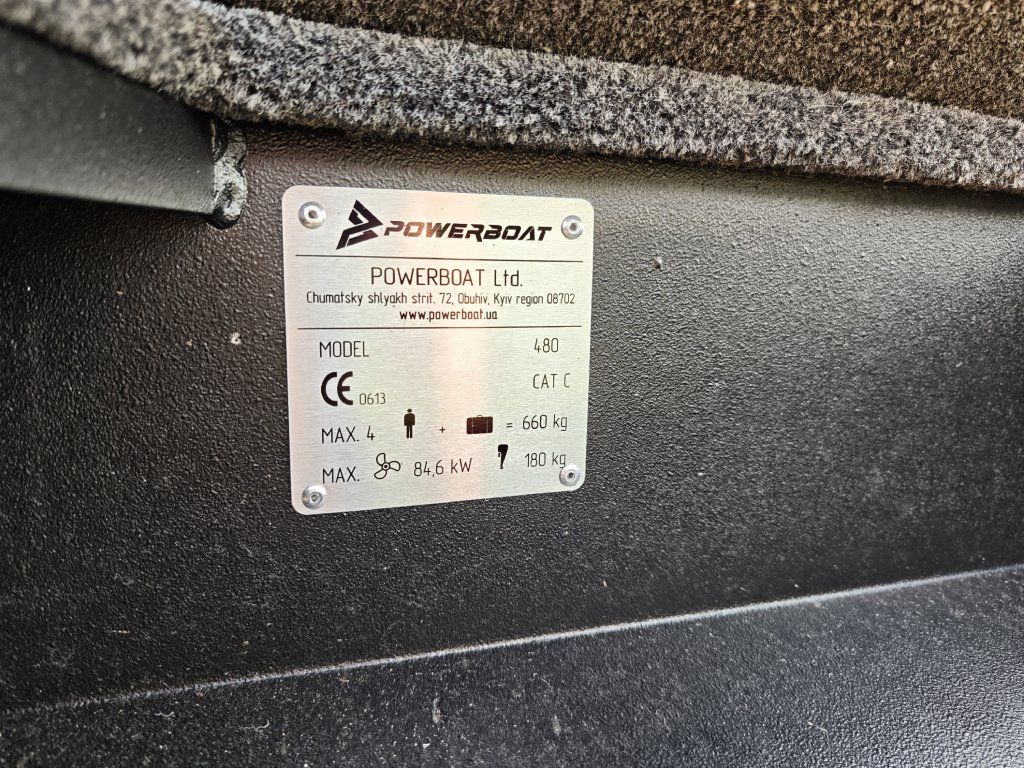 POWERBOAT
POWERBOAT Ltd.
Chumatsky shlyakh strit. 72, Obuhiv, Kyiv region 08702
www.powerboat.ua
MODEL 480
CE 0613 CAT C
MAX. 4 + = 660 kg
MAX. 84,6 kW 180 kg